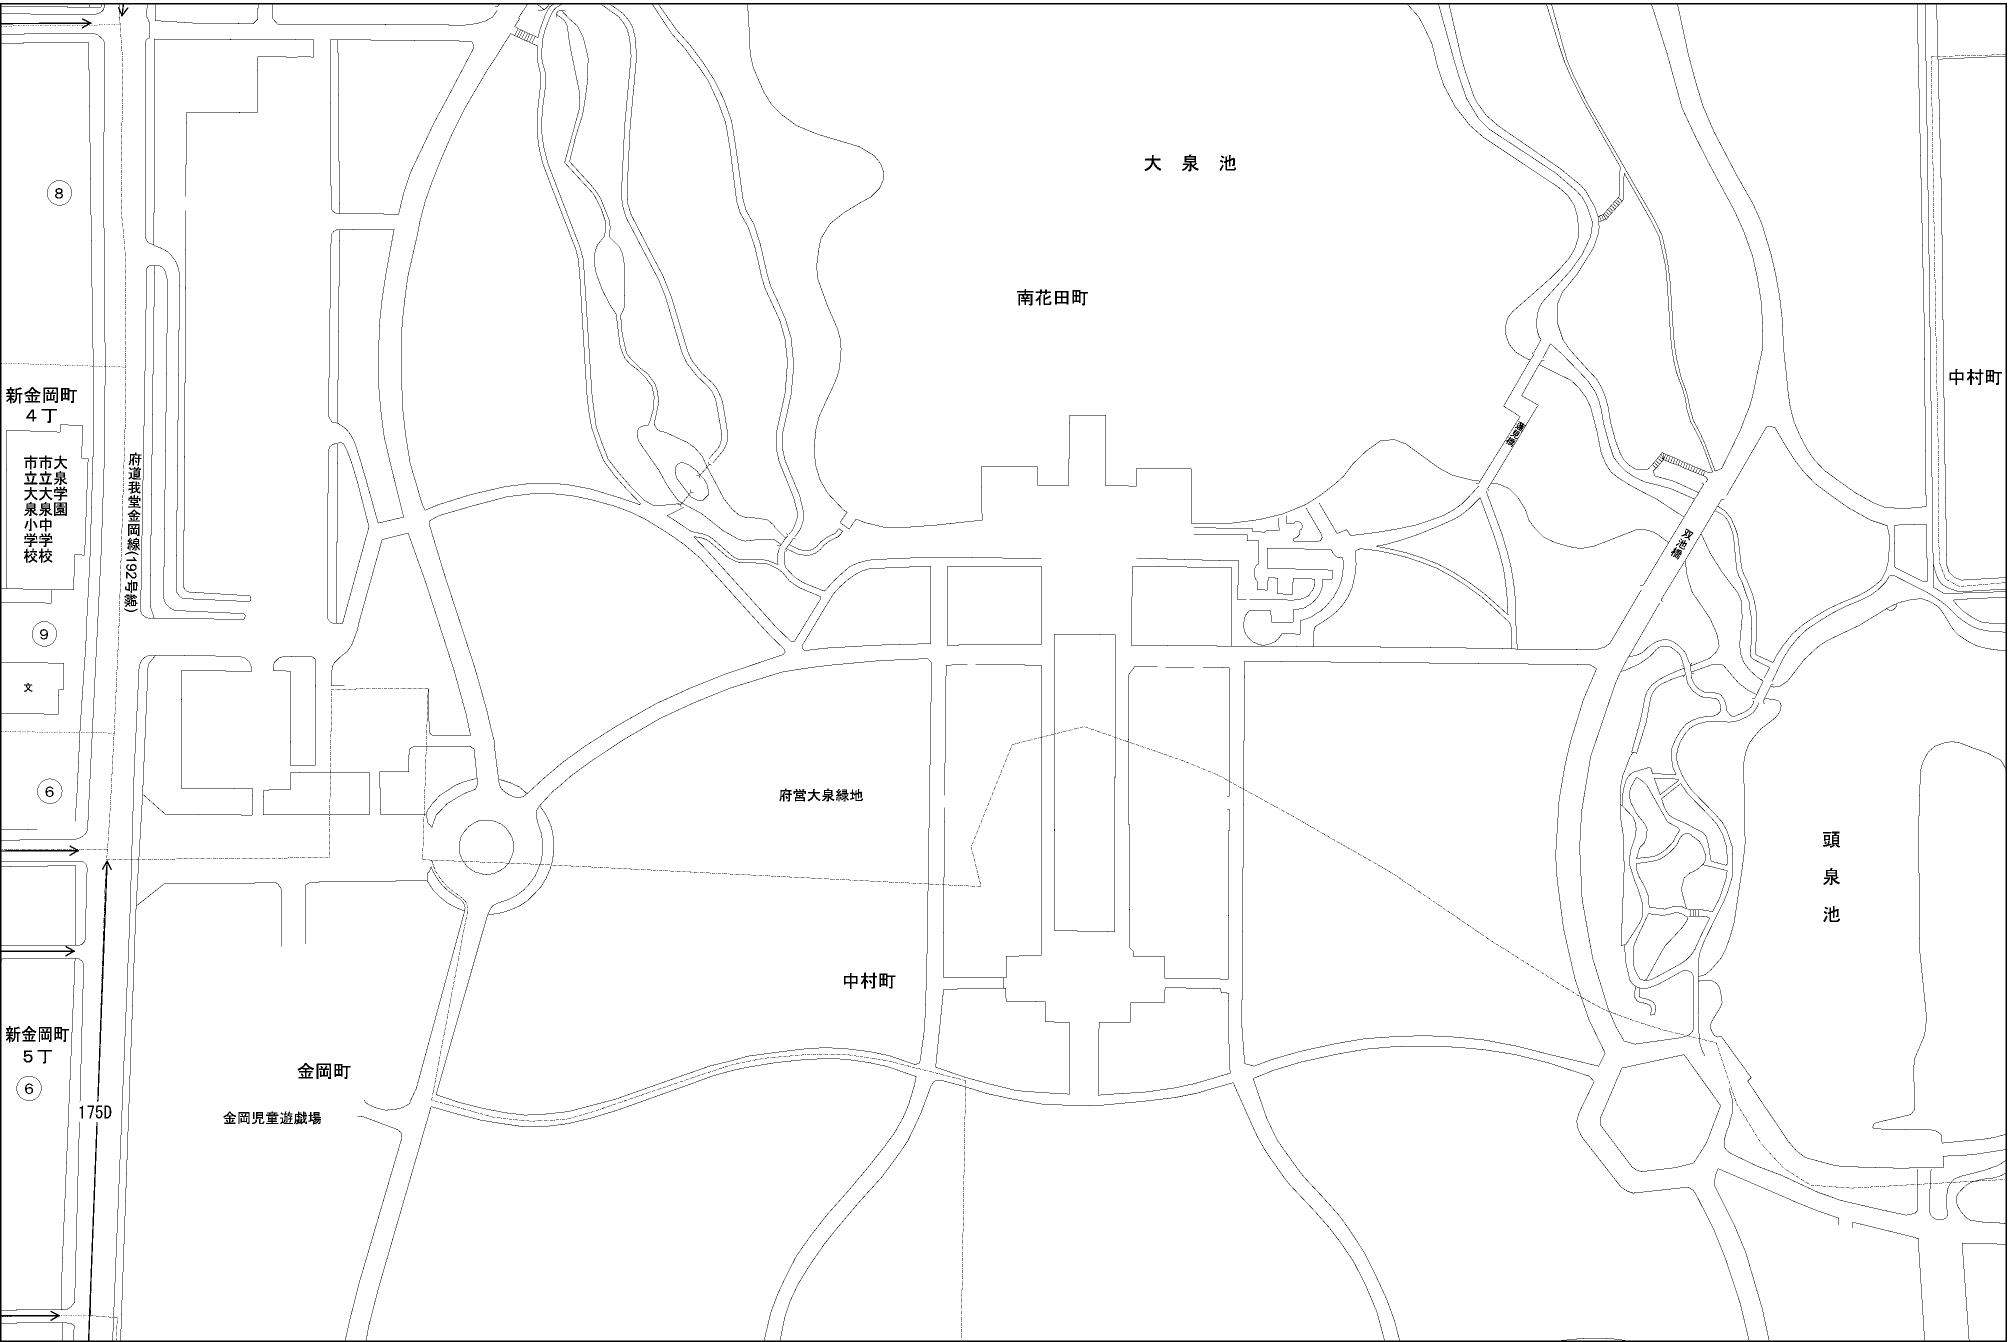 大 泉 池
8
南花田町
中村町
新金岡町
4丁
大泉学園
市立大泉中学校
市立大泉小学校
府道我堂金岡線(192号線)
双池橋
9
文
6
府営大泉緑地
頭泉池
中村町
新金岡町
5丁
6
金岡町
175D
金岡児童遊戯場